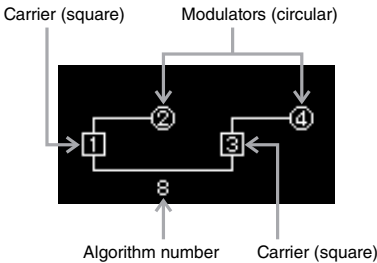 Carrier (square) Modulators (circular)
2 4
1 3
8
Algorithm number Carrier (square)